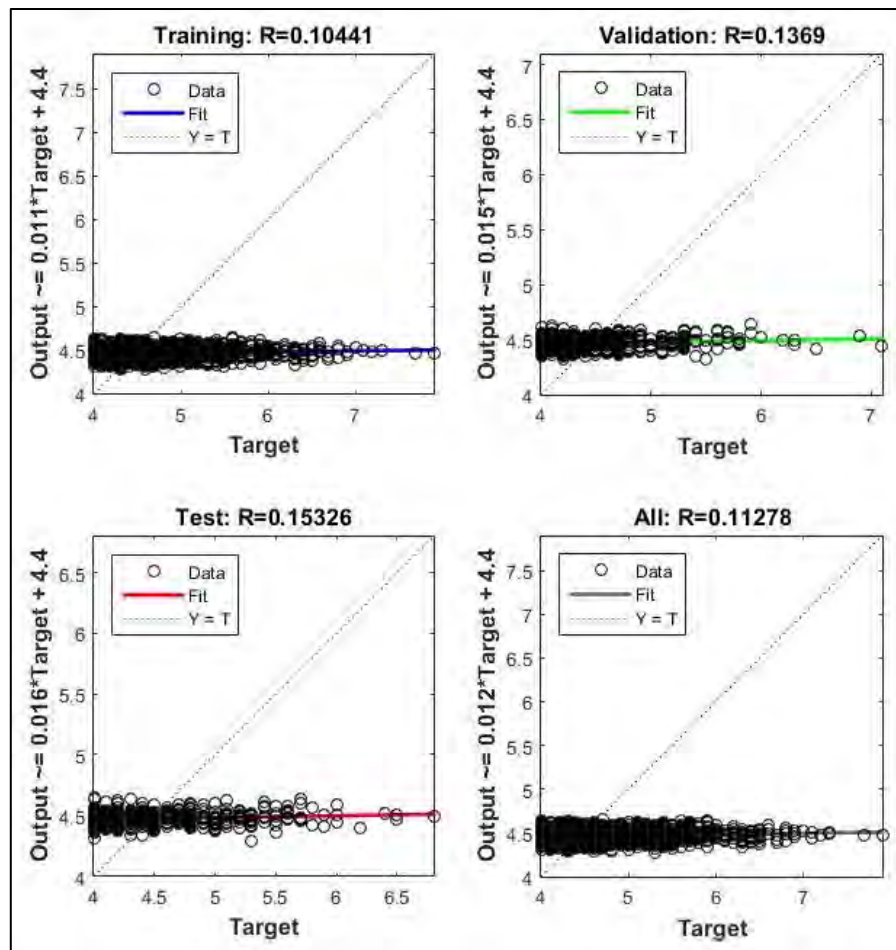 Training: R=0.10441
Output ~= 0.011*Target + 4.4
7.5
7
6.5
6
5.5
5
4.5
4
Data
Fit
Y = T
4 5 6 7
Target
Validation: R=0.1369
Output ~= 0.015*Target + 4.4
7
6.5
6
5.5
5
4.5
4
Data
Fit
Y = T
4 5 6 7
Target
Test: R=0.15326
Output ~= 0.016*Target + 4.4
6.5
6
5.5
5
4.5
4
Data
Fit
Y = T
4 4.5 5 5.5 6 6.5
Target
All: R=0.11278
Output ~= 0.012*Target + 4.4
7.5
7
6.5
6
5.5
5
4.5
4
Data
Fit
Y = T
4 5 6 7
Target